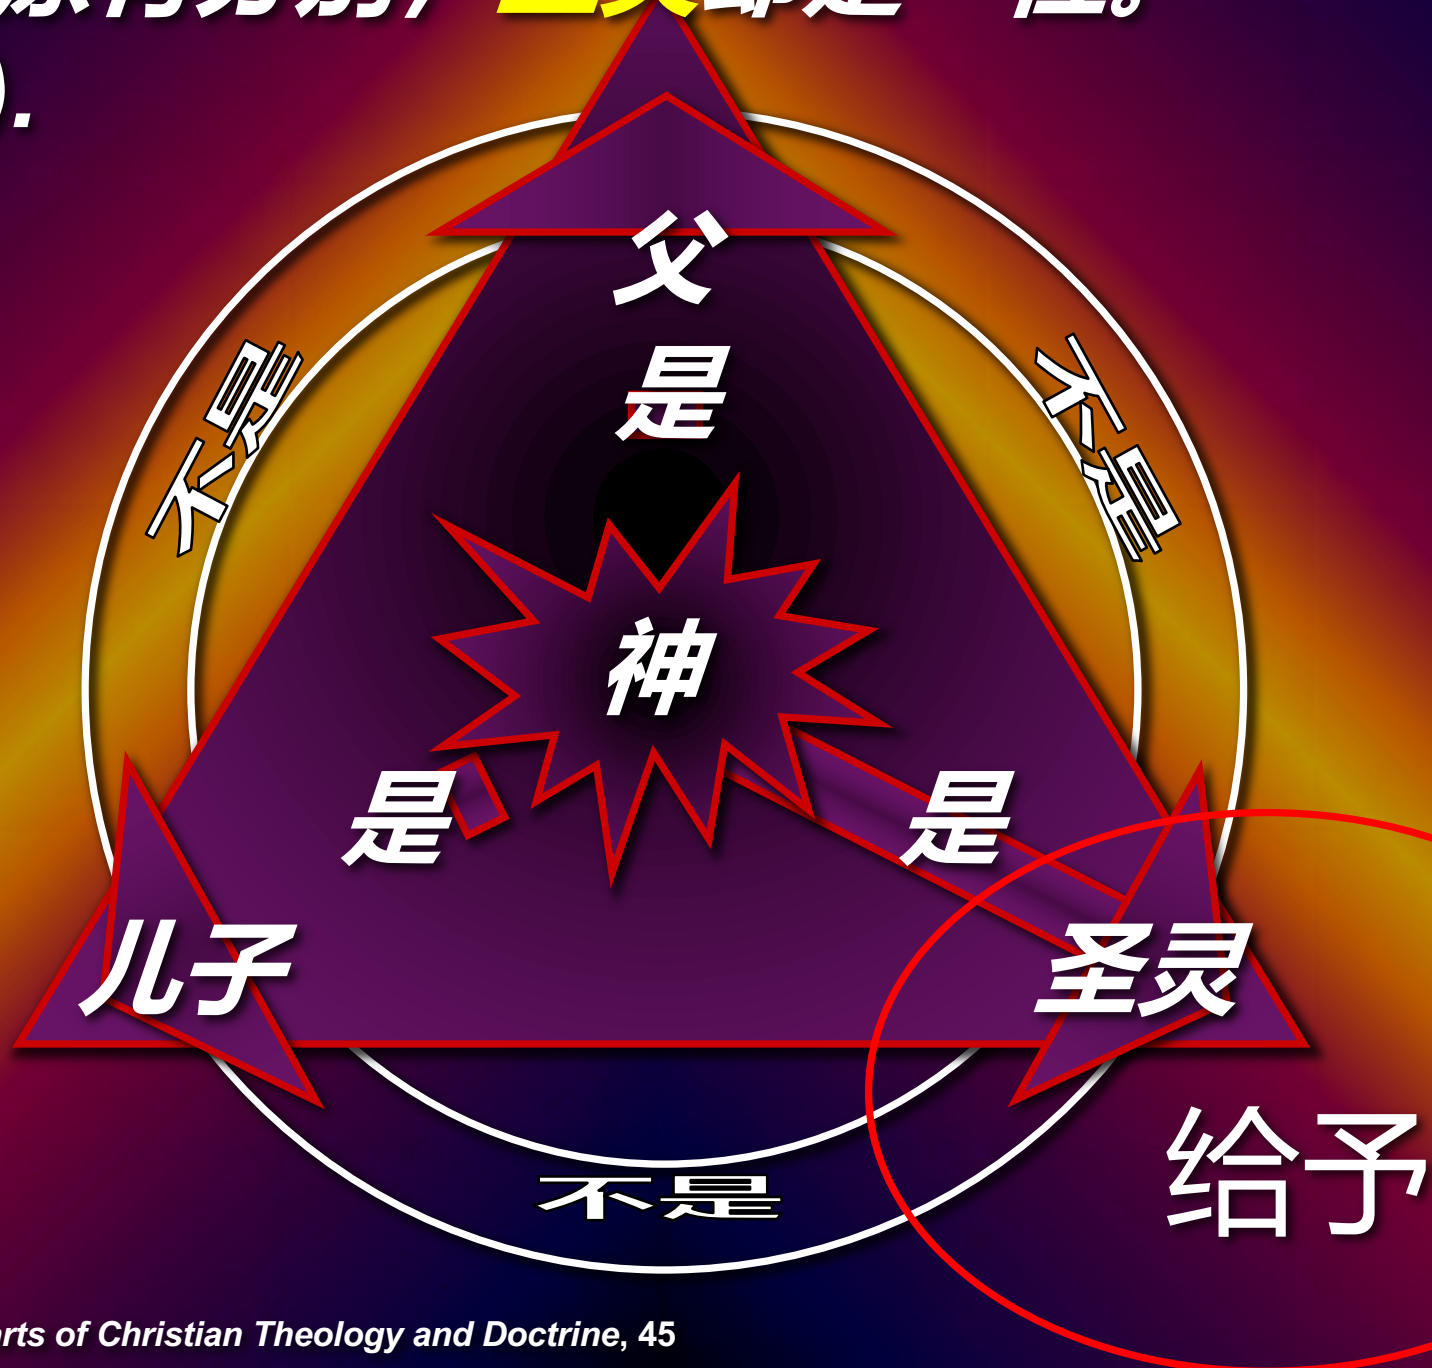 ).
父
是
不是
不是
神
是
是
儿子
圣灵
给予
不是
arts of Christian Theology and Doctrine, 45